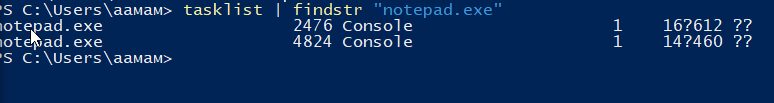 PS C:\Users\aamam> tasklist | findstr "notepad.exe"
notepad.exe 2476 Console 1 16?612 ??
notepad.exe 4824 Console 1 14?460 ??
PS C:\Users\aamam>